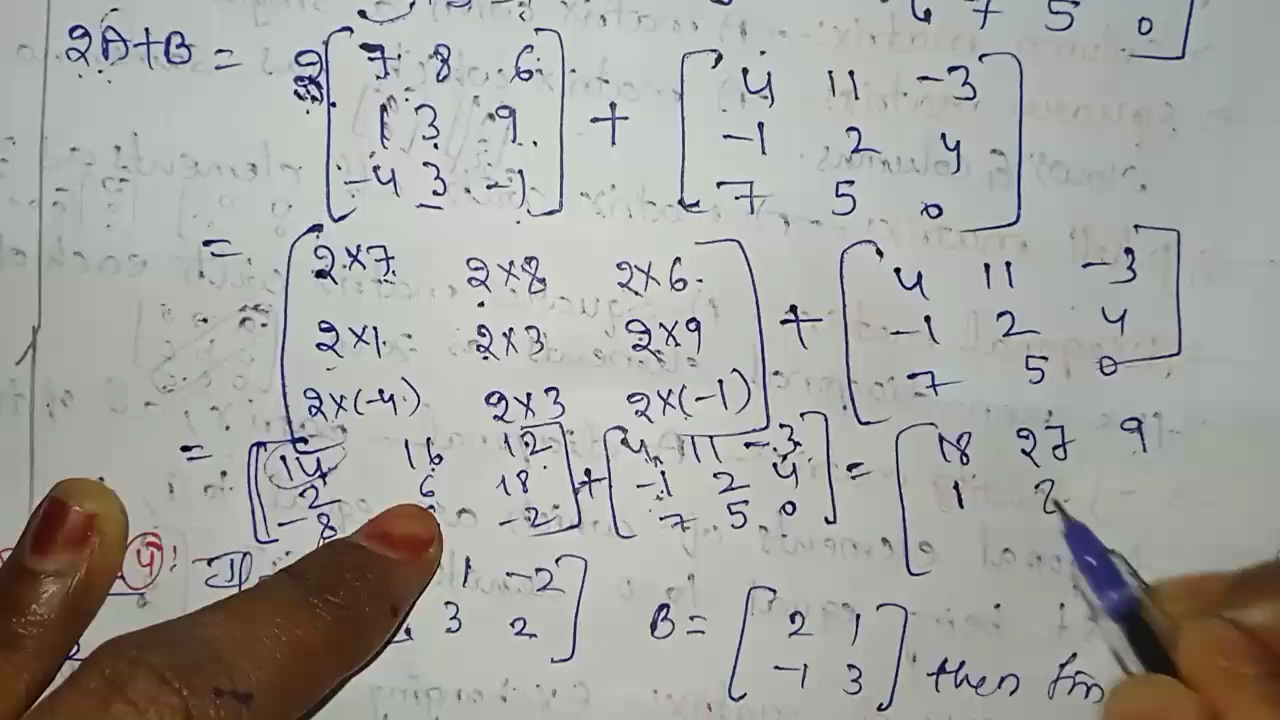 6 7 5 0 ]
2A+B = 2 [ 7 8 6 + [ 4 11 -3
1 3 9 -1 2 4
-4 3 -1 ] 7 5 0 ]
= [ 2×7 2×8 2×6 + [ 4 11 -3
2×1 2×3 2×9 -1 2 4
2×(-4) 2×3 2×(-1) ] 7 5 0 ]
= [ 14 16 12 + [ 4 11 -3 = [ 18 27 9
2 6 18 -1 2 4 1
-8 -2 ] 7 5 0 ]
4: 1 -2 B = [ 2 1
3 2 ] -1 3 ] then